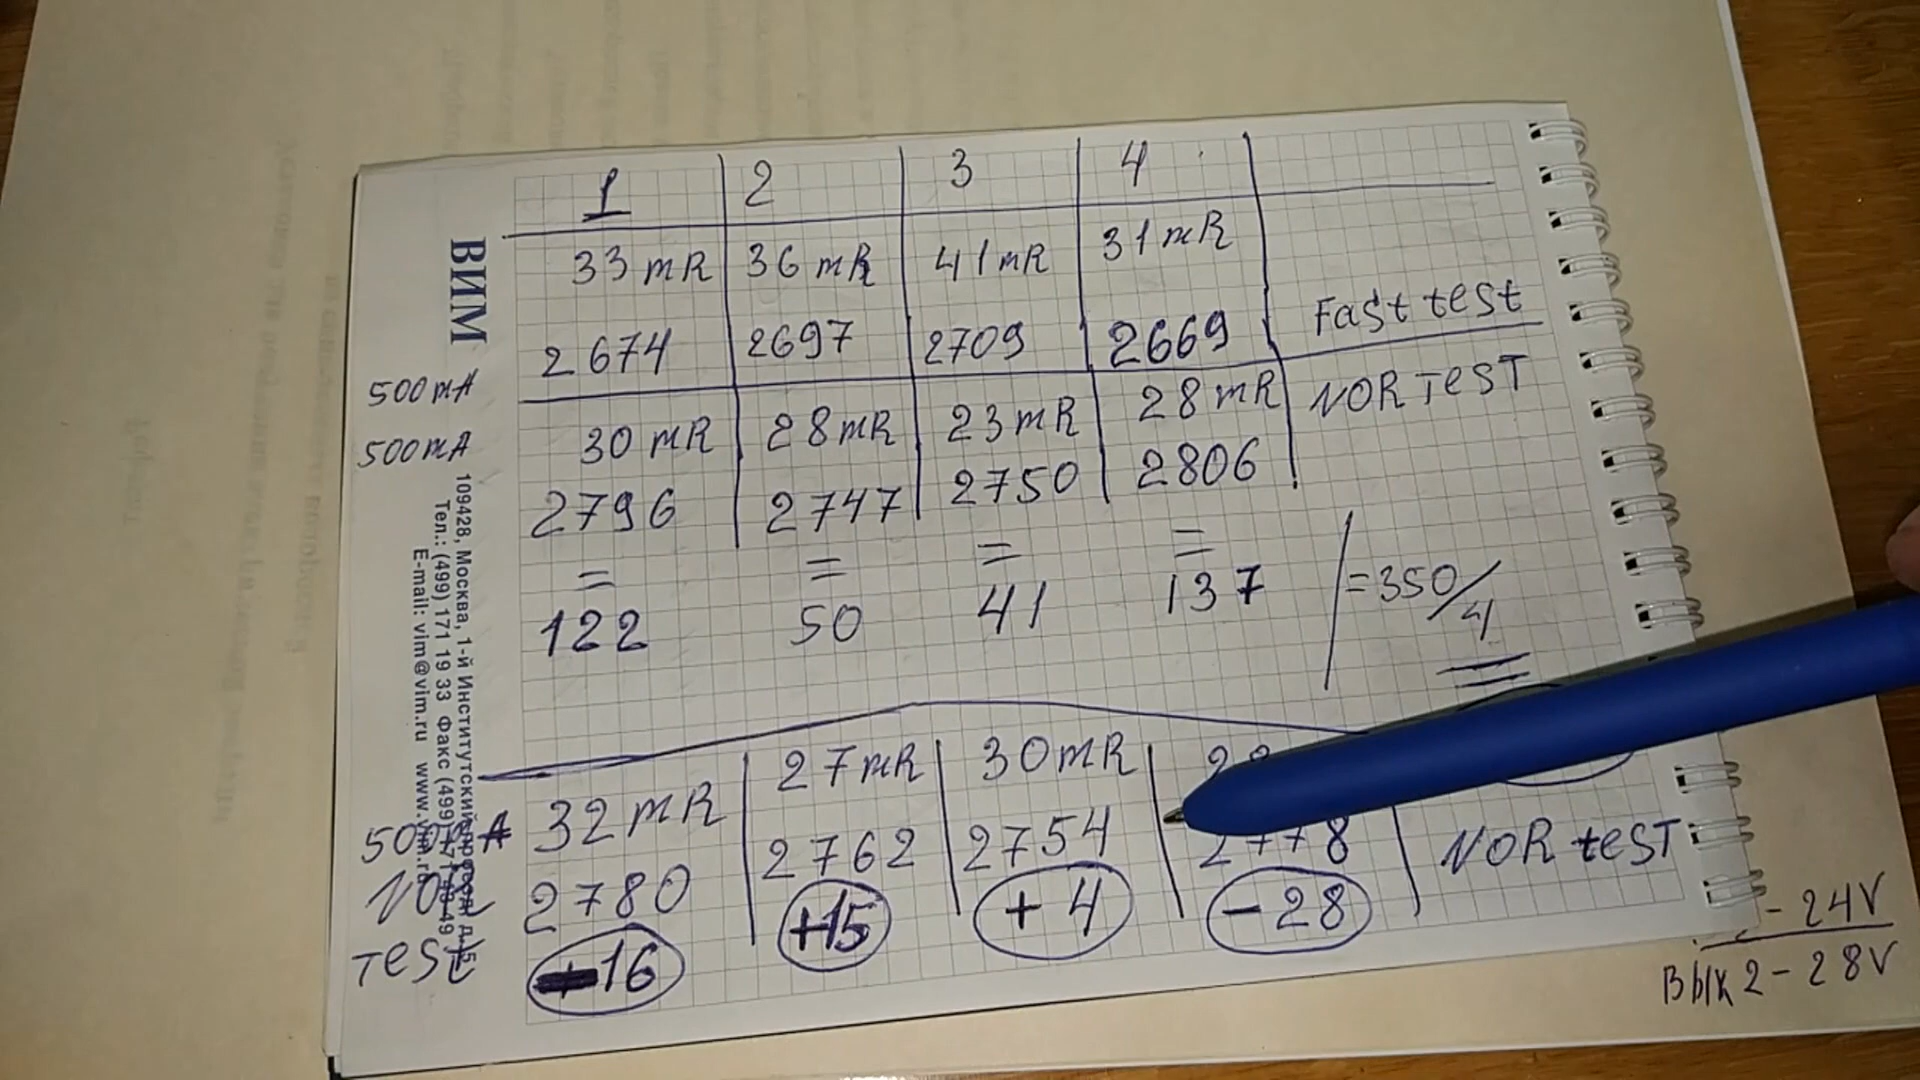 1 2 3 4
33 mR 36 mR 41 mR 31 mR
2674 2697 2709 2669 Fast test
500 mA
500 mA 30 mR 28 mR 23 mR 28 mR NOR TEST
2796 2747 2750 2806
= = = =
122 50 41 137 = 350/4
32 mR 27 mR 30 mR
2780 2762 2754 2778 NOR test
-16 +15 +4 -28
TEST
ВИМ
109428, Москва, 1-й Институтский
Тел.: (499) 171 19 33 Факс (499)
E-mail: vim@vim.ru www.
- 24V
Вык 2 - 28V